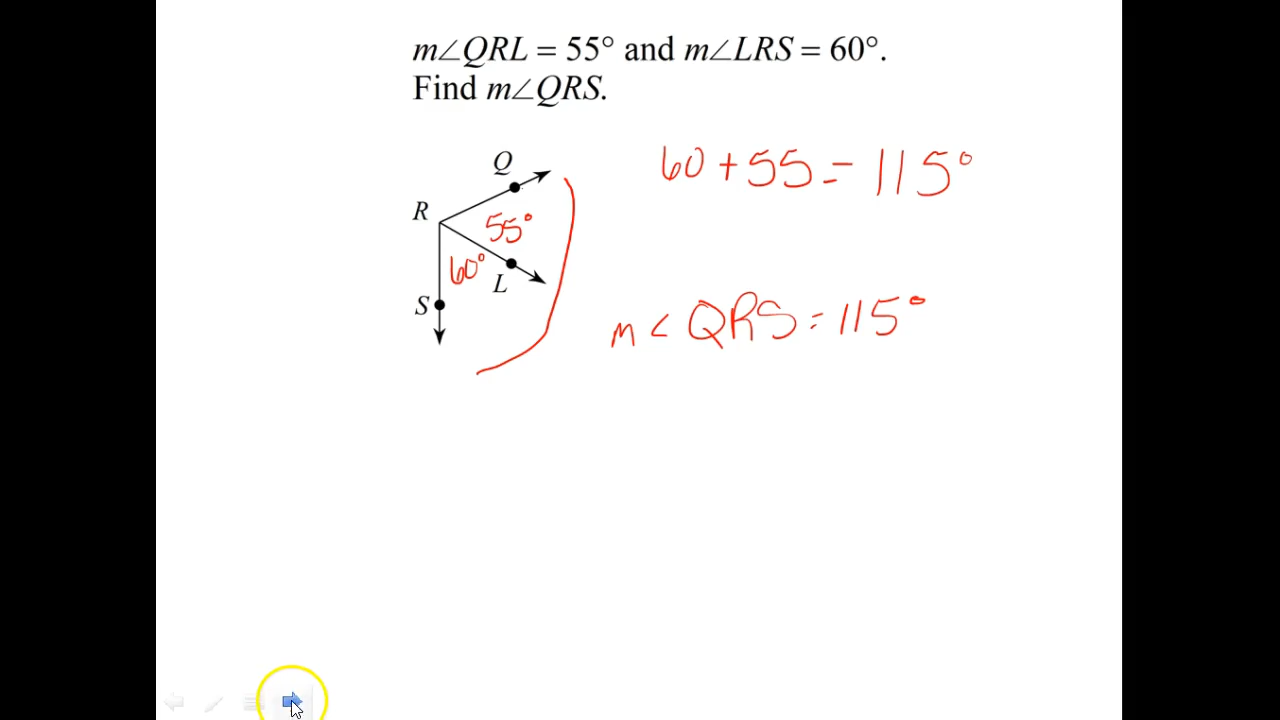 m∠QRL = 55° and m∠LRS = 60°.
Find m∠QRS.
60 + 55 = 115°
Q
R
55°
60°
L
S
m < QRS = 115°